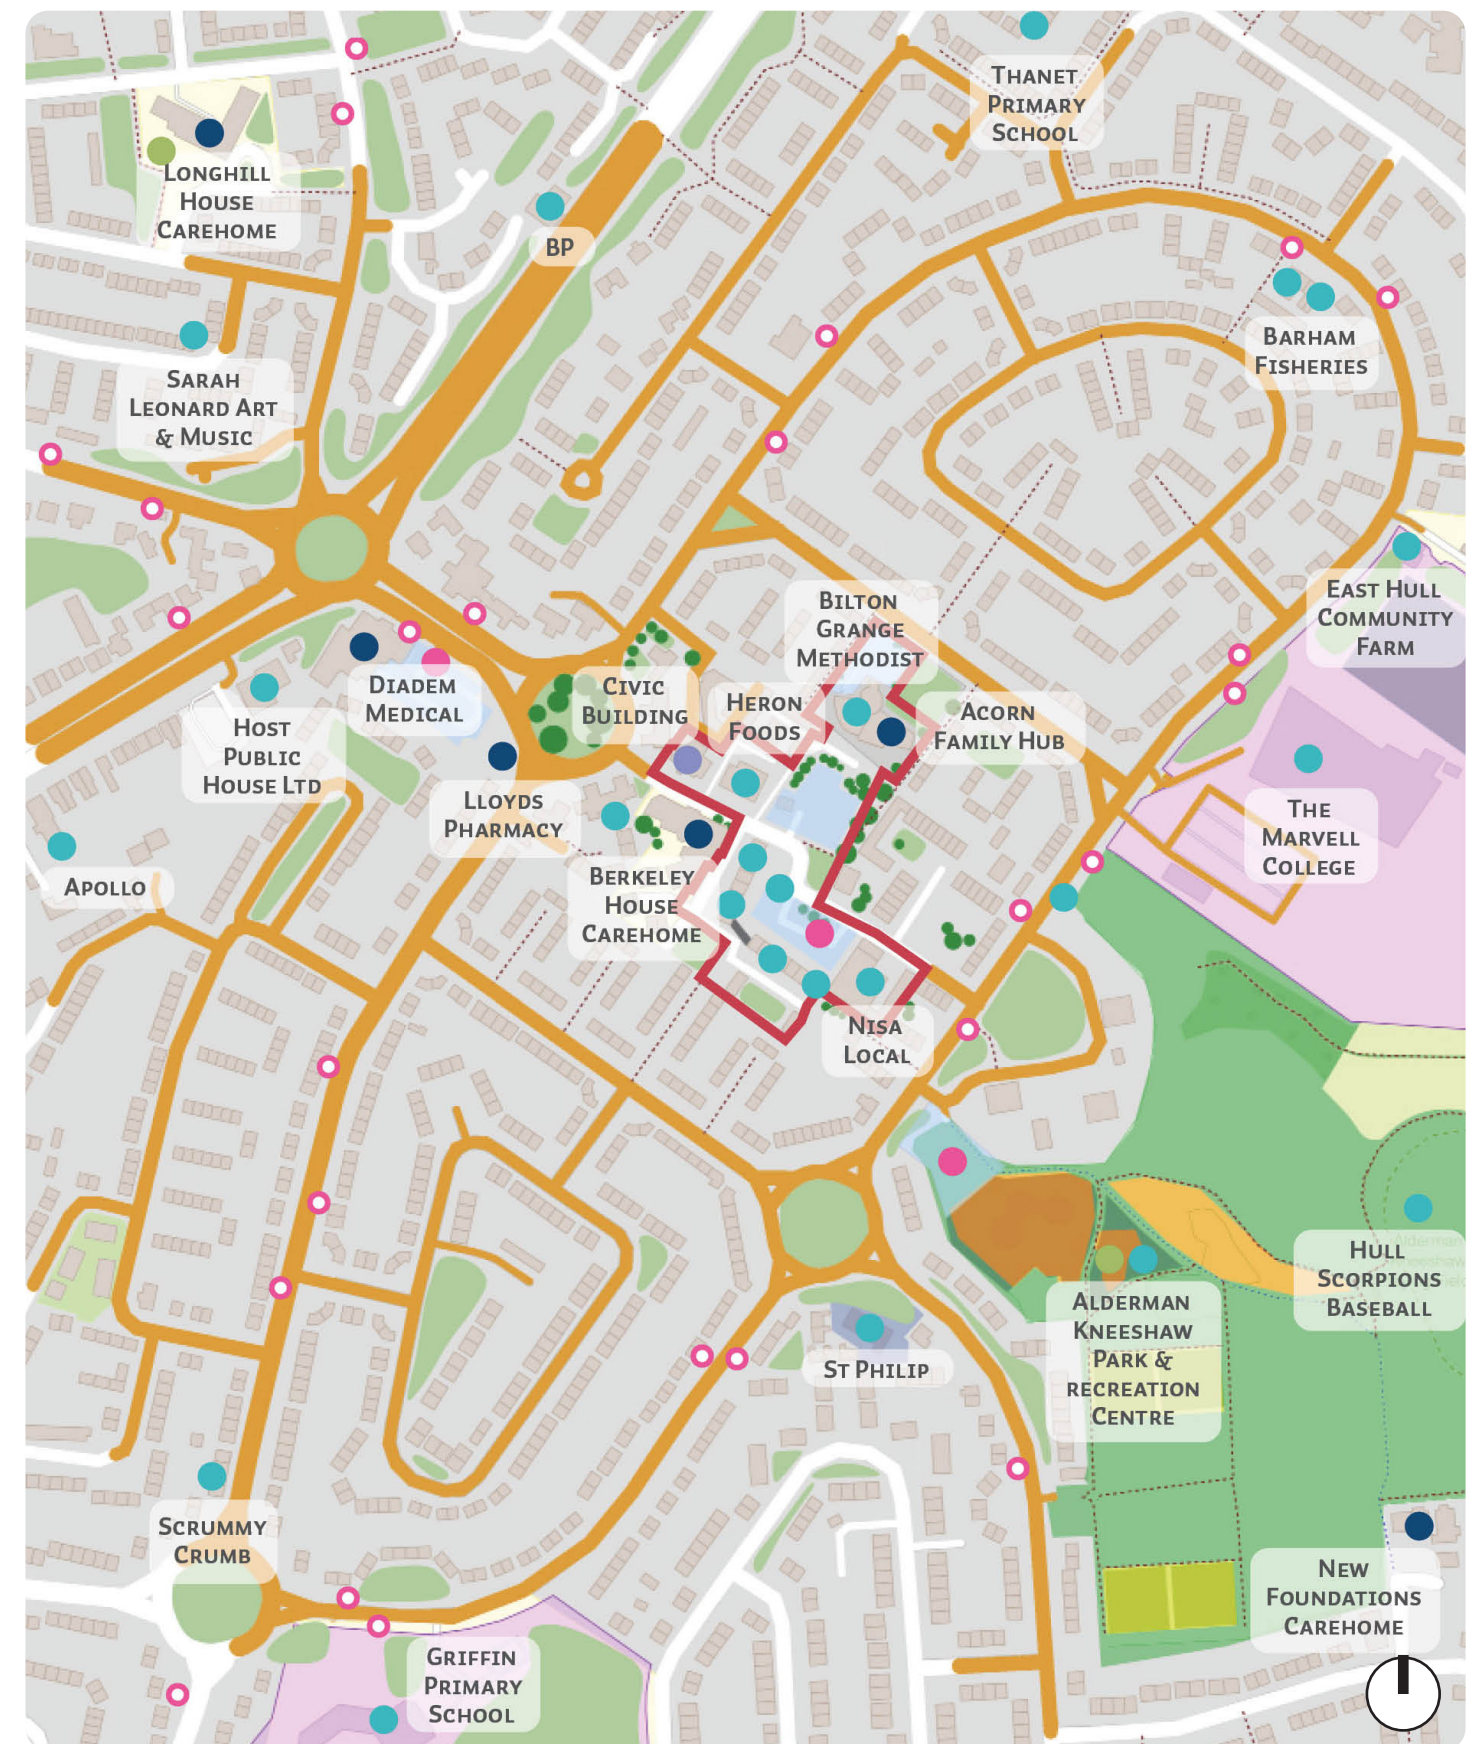 Thanet
Primary
School
Longhill
House
Carehome
BP
Barham
Fisheries
Sarah
Leonard Art
& Music
Bilton
Grange
Methodist
East Hull
Community
Farm
Diadem
Medical
Civic
Building
Heron
Foods
Acorn
Family Hub
Host
Public
House Ltd
Lloyds
Pharmacy
The
Marvell
College
Apollo
Berkeley
House
Carehome
Nisa
Local
Hull
Scorpions
Baseball
Alderman
Kneeshaw
Park &
recreation
Centre
St Philip
Scrummy
Crumb
New
Foundations
Carehome
Griffin
Primary
School